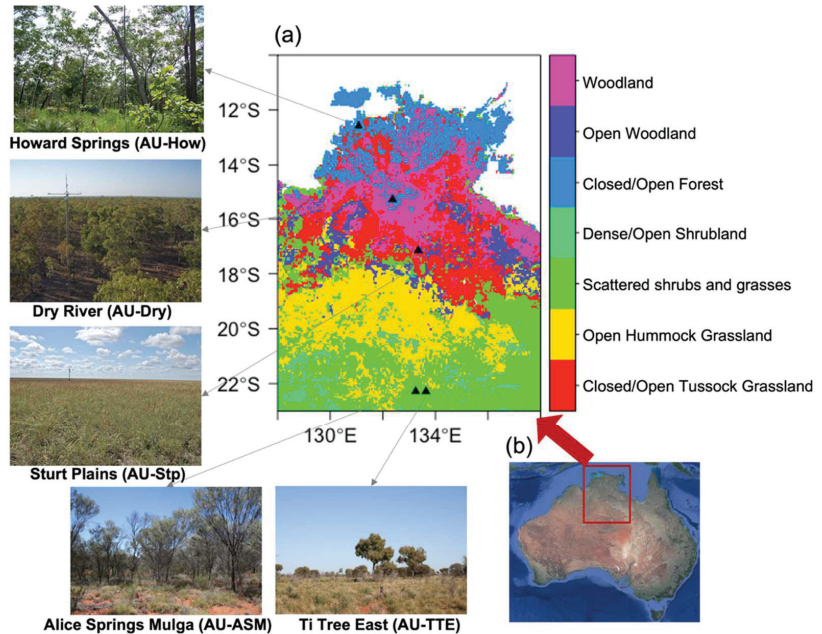 (a)
Howard Springs (AU-How)
Dry River (AU-Dry)
Sturt Plains (AU-Stp)
Alice Springs Mulga (AU-ASM)
Ti Tree East (AU-TTE)
12°S
14°S
16°S
18°S
20°S
22°S
130°E
134°E
Woodland
Open Woodland
Closed/Open Forest
Dense/Open Shrubland
Scattered shrubs and grasses
Open Hummock Grassland
Closed/Open Tussock Grassland
(b)